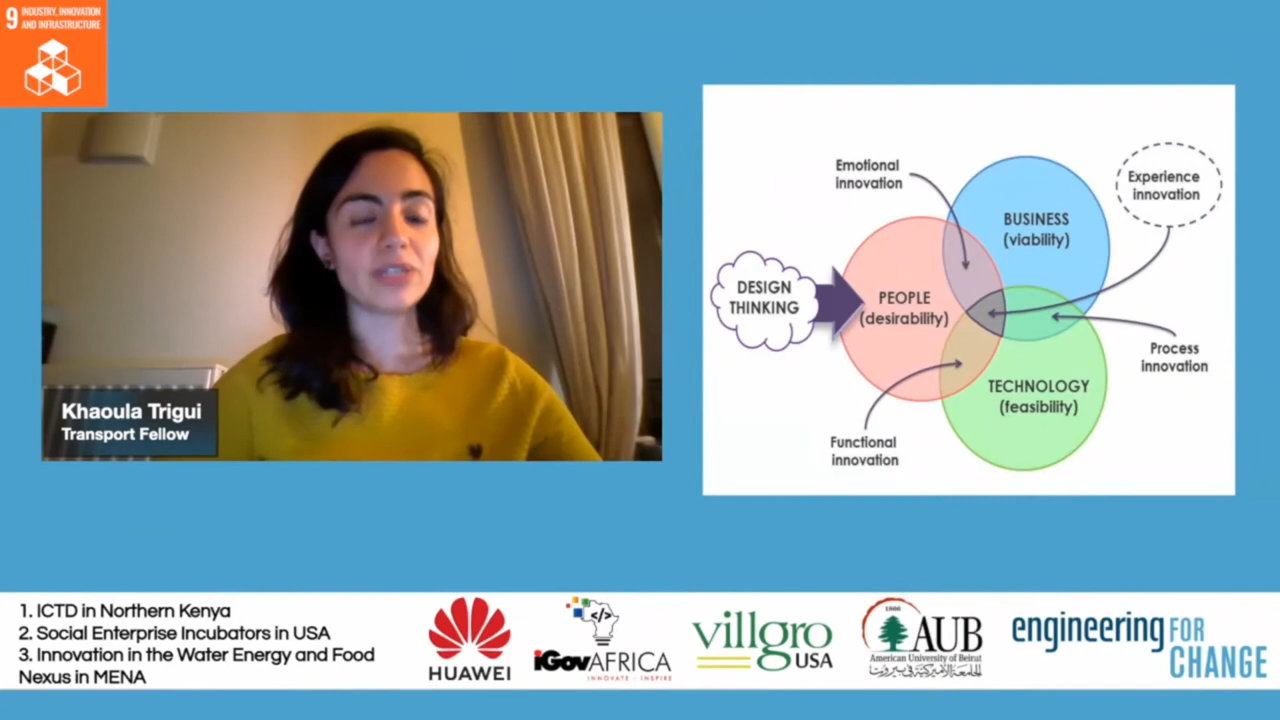 9 INDUSTRY, INNOVATION
AND INFRASTRUCTURE
Khaoula Trigui
Transport Fellow
Emotional
innovation
BUSINESS
(viability)
Experience
innovation
DESIGN
THINKING
PEOPLE
(desirability)
Process
innovation
TECHNOLOGY
(feasibility)
Functional
innovation
1. ICTD in Northern Kenya
2. Social Enterprise Incubators in USA
3. Innovation in the Water Energy and Food
Nexus in MENA
HUAWEI
</>
iGovAFRICA
INNOVATE · INSPIRE
villgro
USA
1866
AUB
American University of Beirut
الجامعة الأميركية في بيروت
engineering FOR
CHANGE